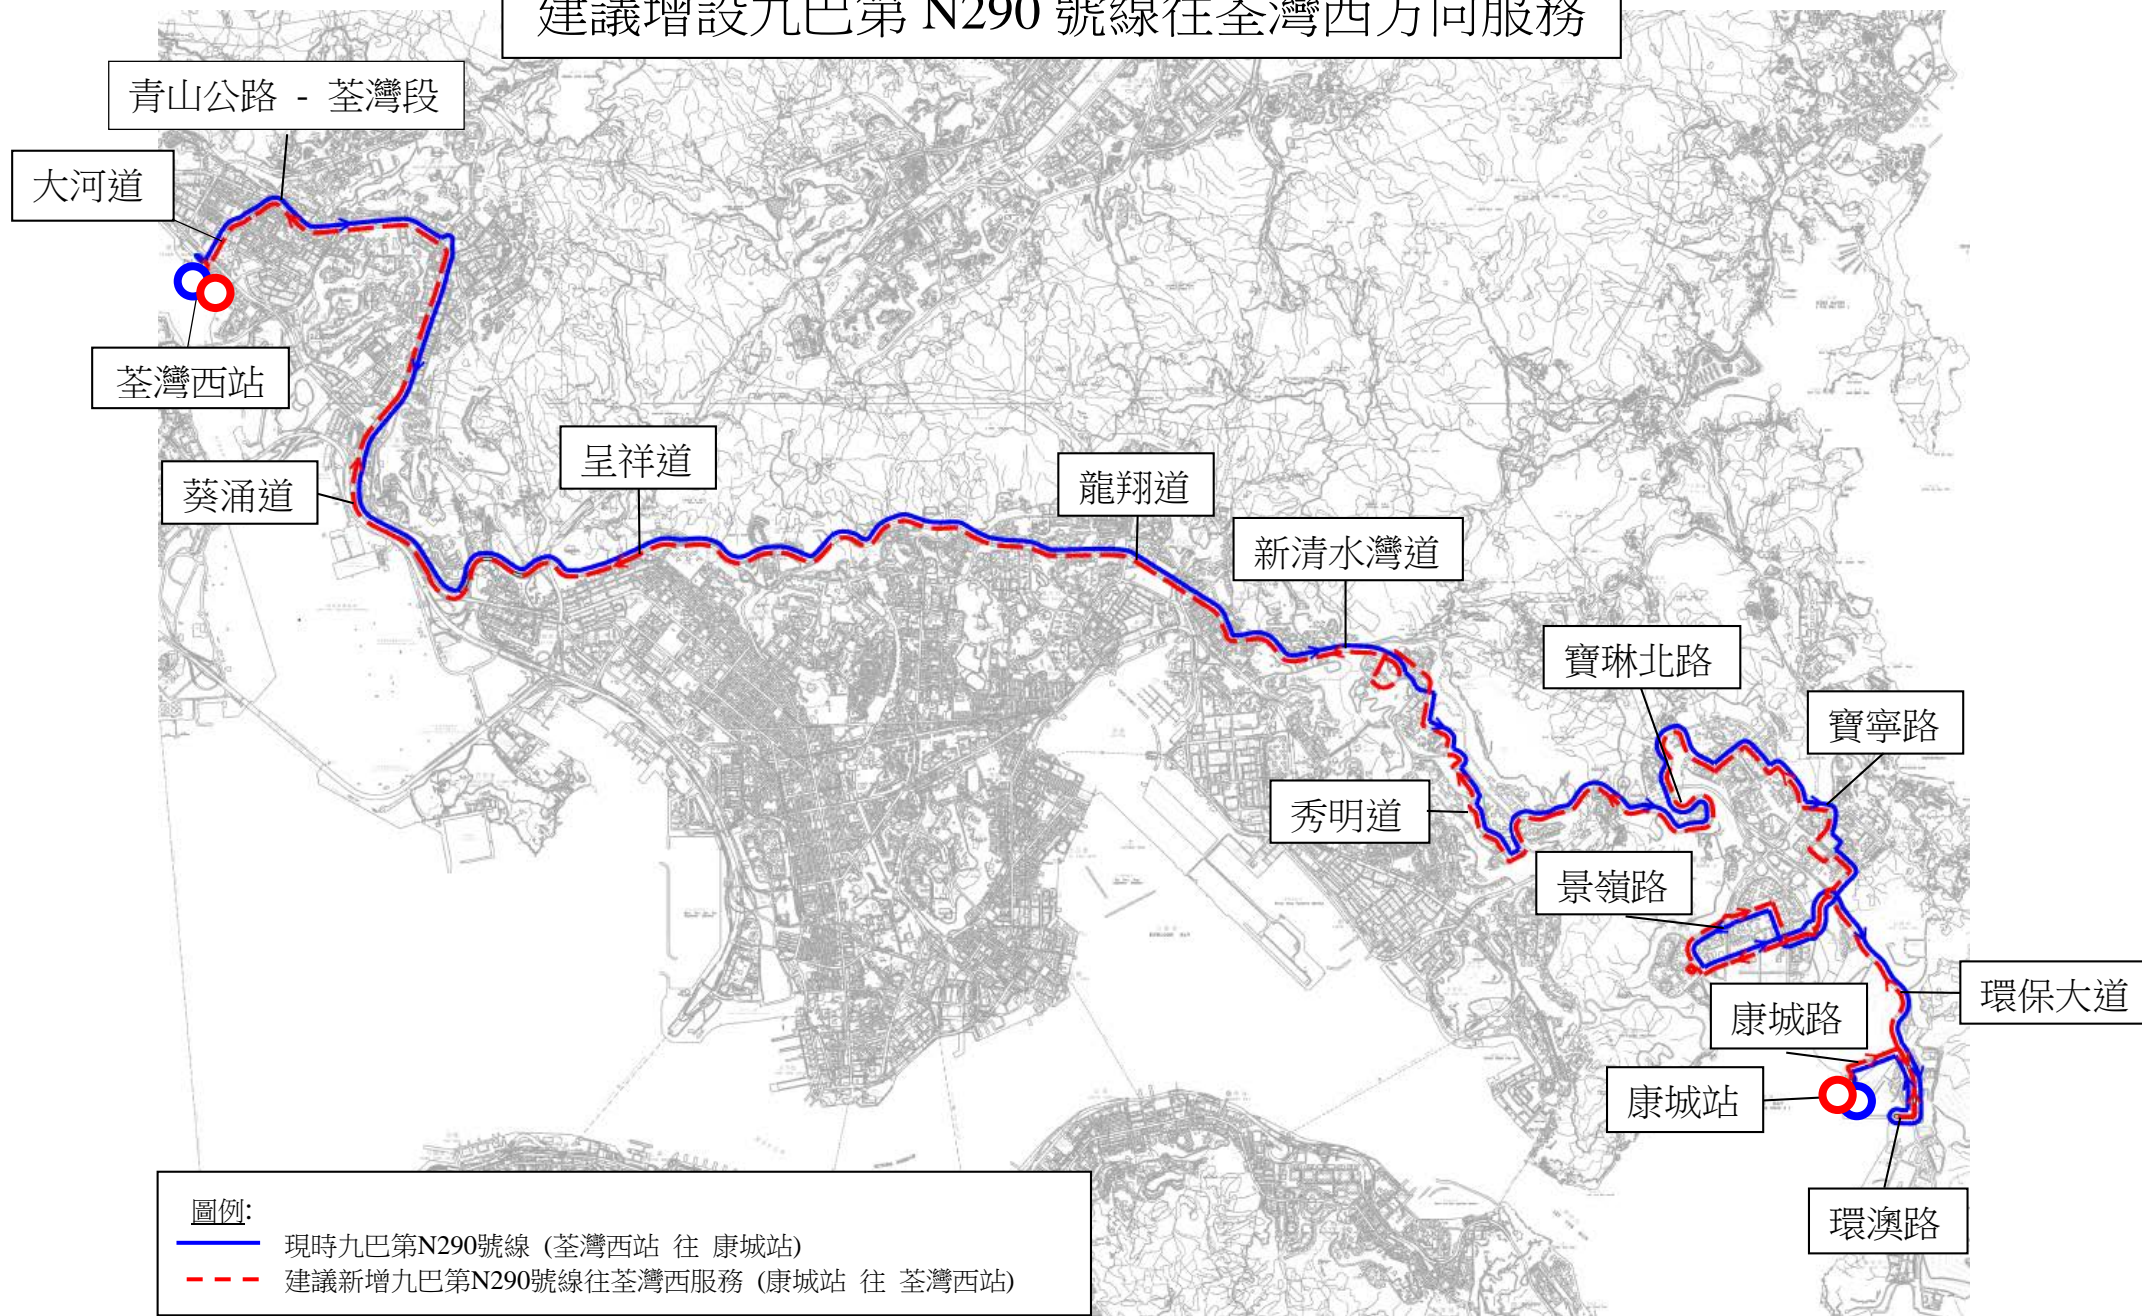 建議增設九巴第 N290 號線往荃灣西方向服務
青山公路 - 荃灣段
大河道
荃灣西站
葵涌道
呈祥道
龍翔道
新清水灣道
寶琳北路
寶寧路
秀明道
景嶺路
環保大道
康城路
康城站
環澳路
圖例:
現時九巴第N290號線 (荃灣西站 往 康城站)
建議新增九巴第N290號線往荃灣西服務 (康城站 往 荃灣西站)